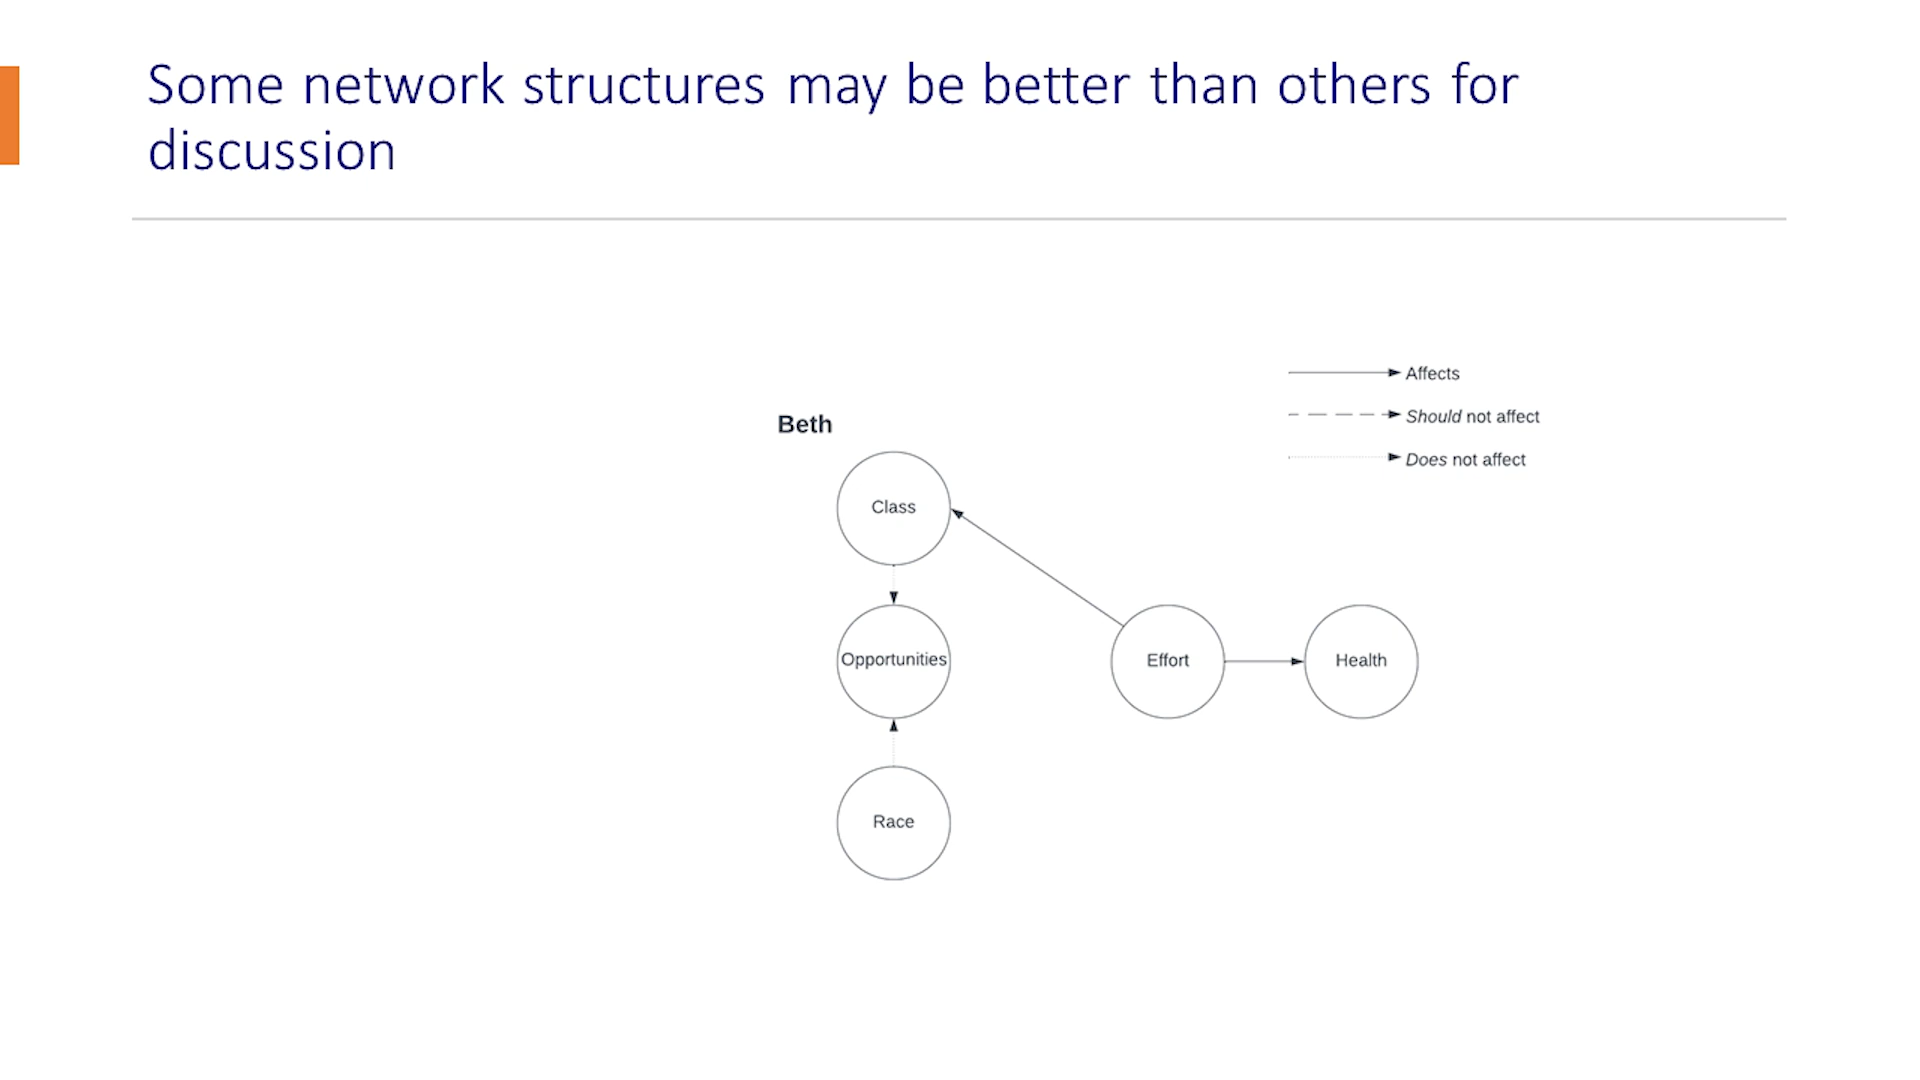 Some network structures may be better than others for
discussion
Affects
Should not affect
Does not affect
Beth
Class
Opportunities
Effort
Health
Race